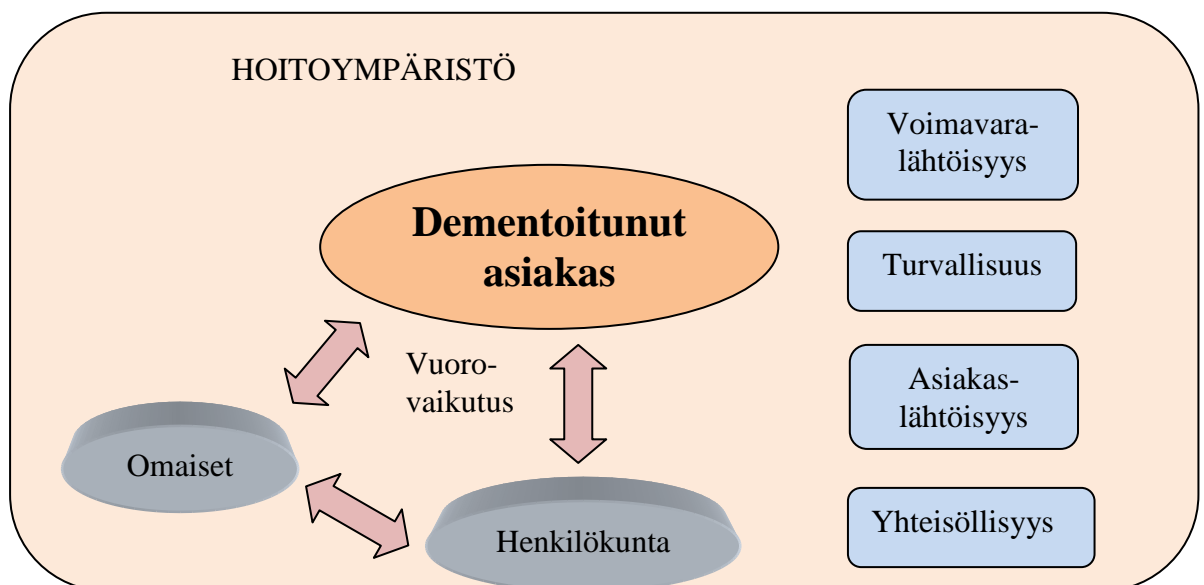 HOITOYMPÄRISTÖ
Dementoitunut
asiakas
Vuoro-
vaikutus
Omaiset
Henkilökunta
Voimavara-
lähtöisyys
Turvallisuus
Asiakas-
lähtöisyys
Yhteisöllisyys